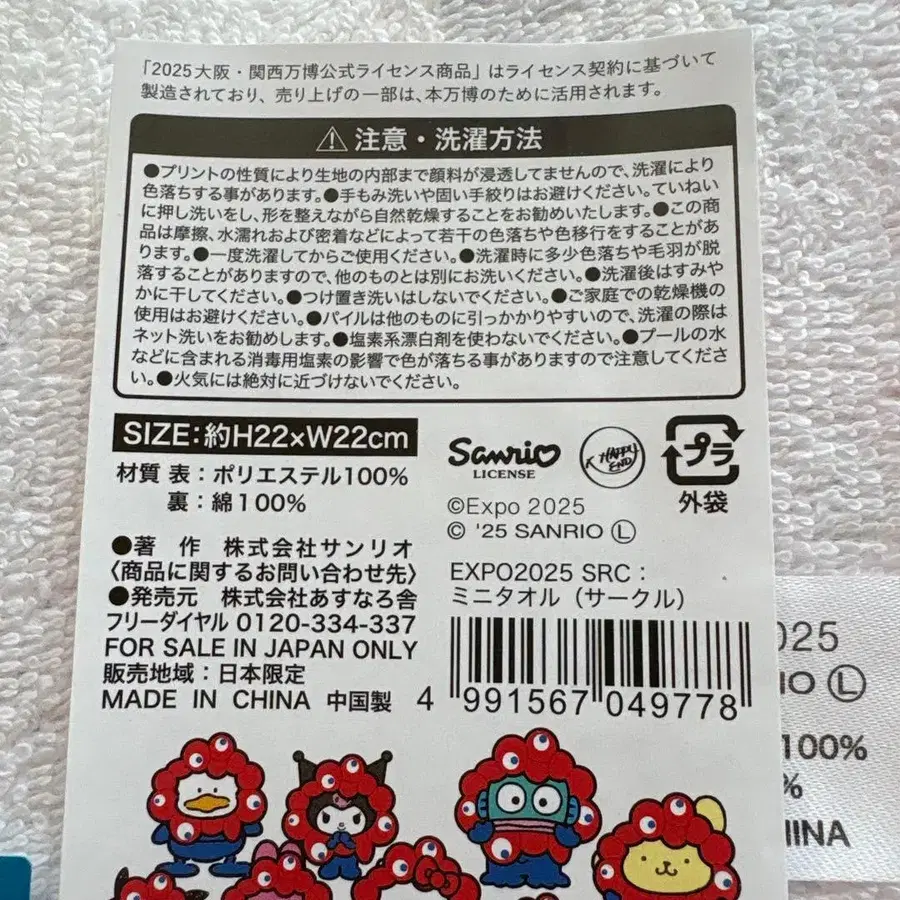 「2025大阪・関西万博公式ライセンス商品」はライセンス契約に基づいて
製造されており、売り上げの一部は、本万博のために活用されます。
⚠注意・洗濯方法
●プリントの性質により生地の内部まで顔料が浸透してませんので、洗濯により
色落ちする事があります。●手もみ洗いや固い手絞りはお避けください。ていねい
に押し洗いをし、形を整えながら自然乾燥することをお勧めいたします。●この商
品は摩擦、水濡れおよび密着などによって若干の色落ちや色移行をすることがあ
ります。●一度洗濯してからご使用ください。●洗濯時に多少色落ちや毛羽が脱
落することがありますので、他のものとは別にお洗いください。●洗濯後はすみや
かに干してください。●つけ置き洗いはしないでください。●ご家庭での乾燥機の
使用はお避けください。●パイルは他のものに引っかかりやすいので、洗濯の際は
ネット洗いをお勧めします。●塩素系漂白剤を使わないでください。●プールの水
などに含まれる消毒用塩素の影響で色が落ちる事がありますので注意してくださ
い。●火気には絶対に近づけないでください。
SIZE:約H22×W22cm
材質 表：ポリエステル100%
裏：綿100%
●著 作 株式会社サンリオ
〈商品に関するお問い合わせ先〉
●発売元 株式会社あすなろ舎
フリーダイヤル 0120-334-337
FOR SALE IN JAPAN ONLY
販売地域：日本限定
MADE IN CHINA 中国製
Sanrio
LICENSE
HAPPY
END
プラ
外袋
©Expo 2025
© '25 SANRIO Ⓛ
EXPO2025 SRC：
ミニタオル（サークル）
4 991567 049778
025
IO Ⓛ
100%
%
INA